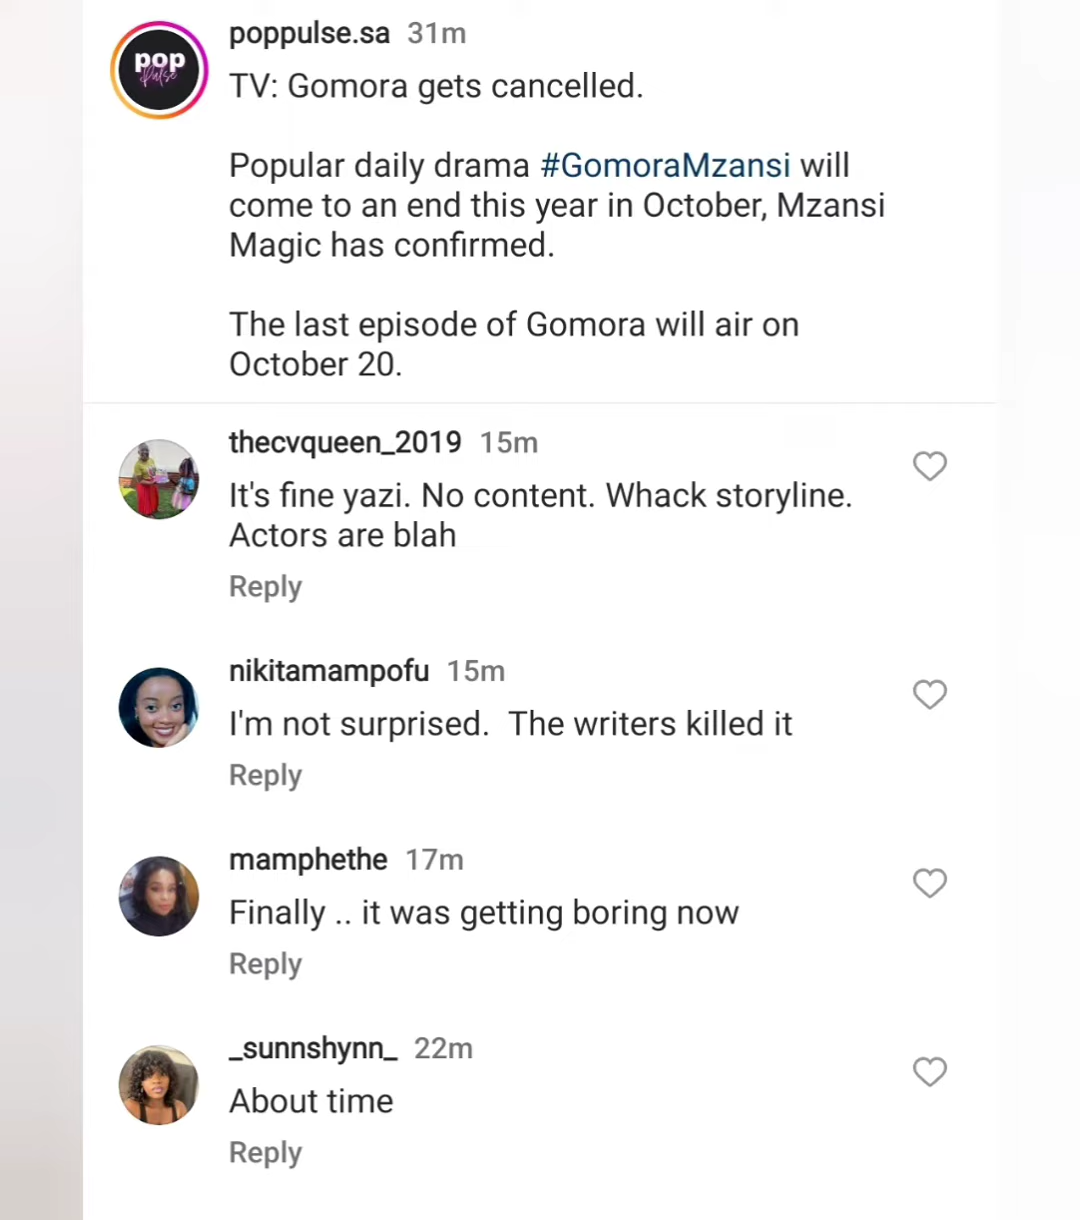 pop
Pulse
poppulse.sa 31m
TV: Gomora gets cancelled.
Popular daily drama #GomoraMzansi will
come to an end this year in October, Mzansi
Magic has confirmed.
The last episode of Gomora will air on
October 20.
thecvqueen_2019 15m
It's fine yazi. No content. Whack storyline.
Actors are blah
Reply
nikitamampofu 15m
I'm not surprised.  The writers killed it
Reply
mamphethe 17m
Finally .. it was getting boring now
Reply
_sunnshynn_ 22m
About time
Reply